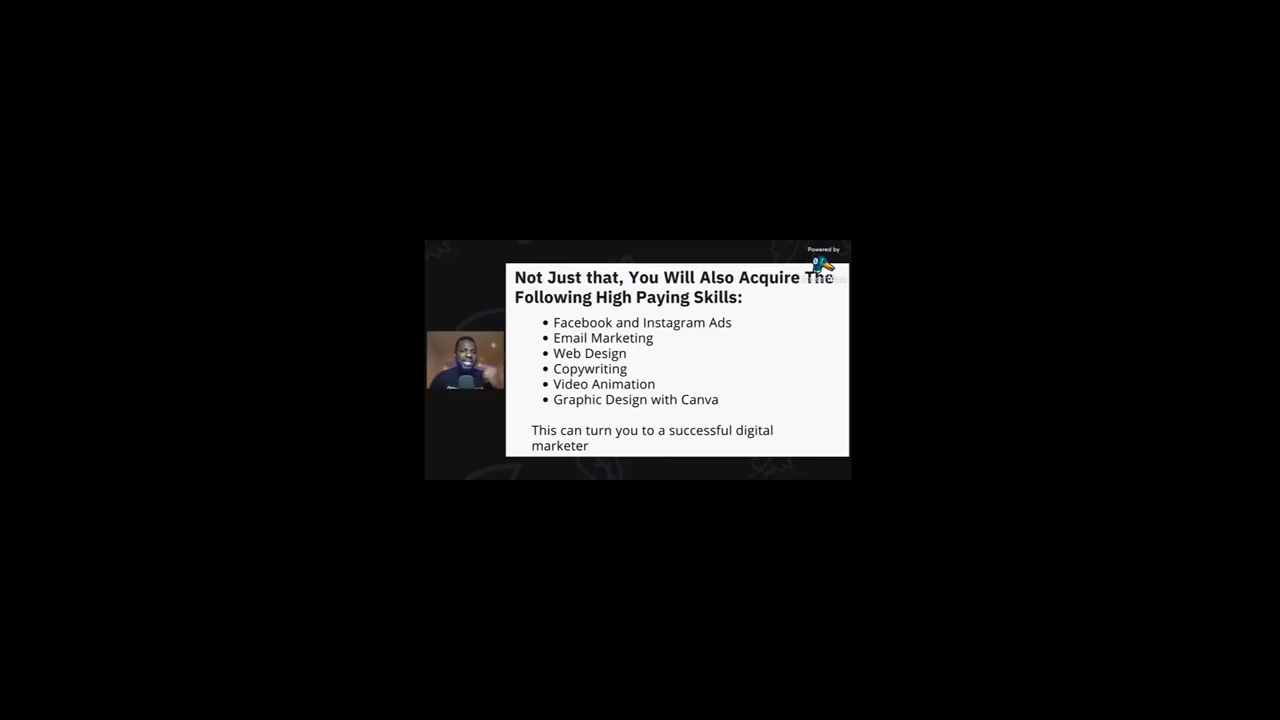 Powered by
Not Just that, You Will Also Acquire The
Following High Paying Skills:
• Facebook and Instagram Ads
• Email Marketing
• Web Design
• Copywriting
• Video Animation
• Graphic Design with Canva
This can turn you to a successful digital
marketer